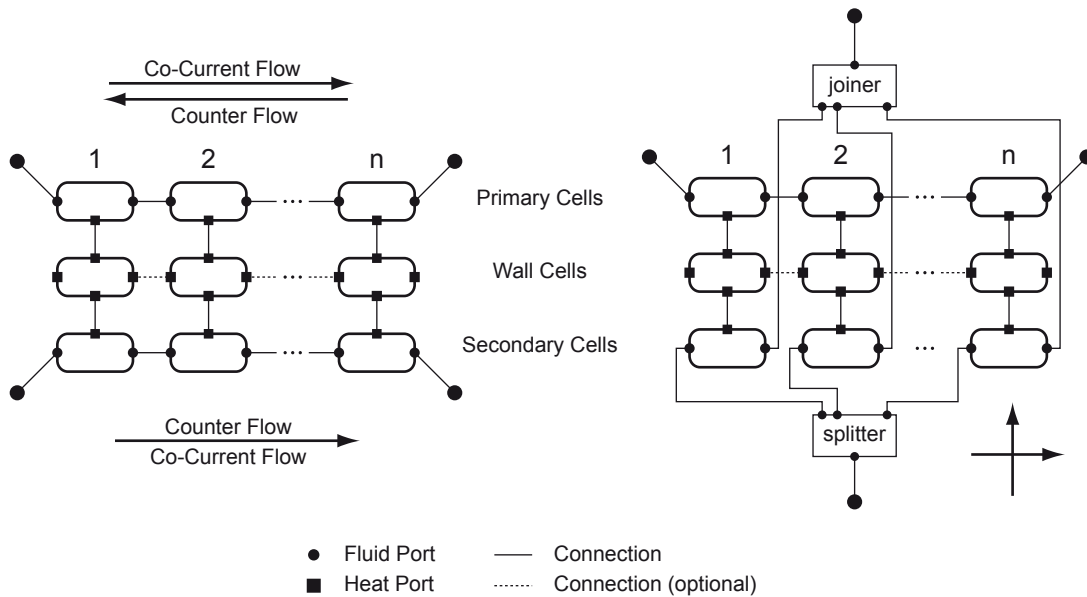 Co-Current Flow
Counter Flow
1 2 n
Primary Cells
Wall Cells
Secondary Cells
Counter Flow
Co-Current Flow
joiner
1 2 n
splitter
Fluid Port
Connection
Heat Port
Connection (optional)